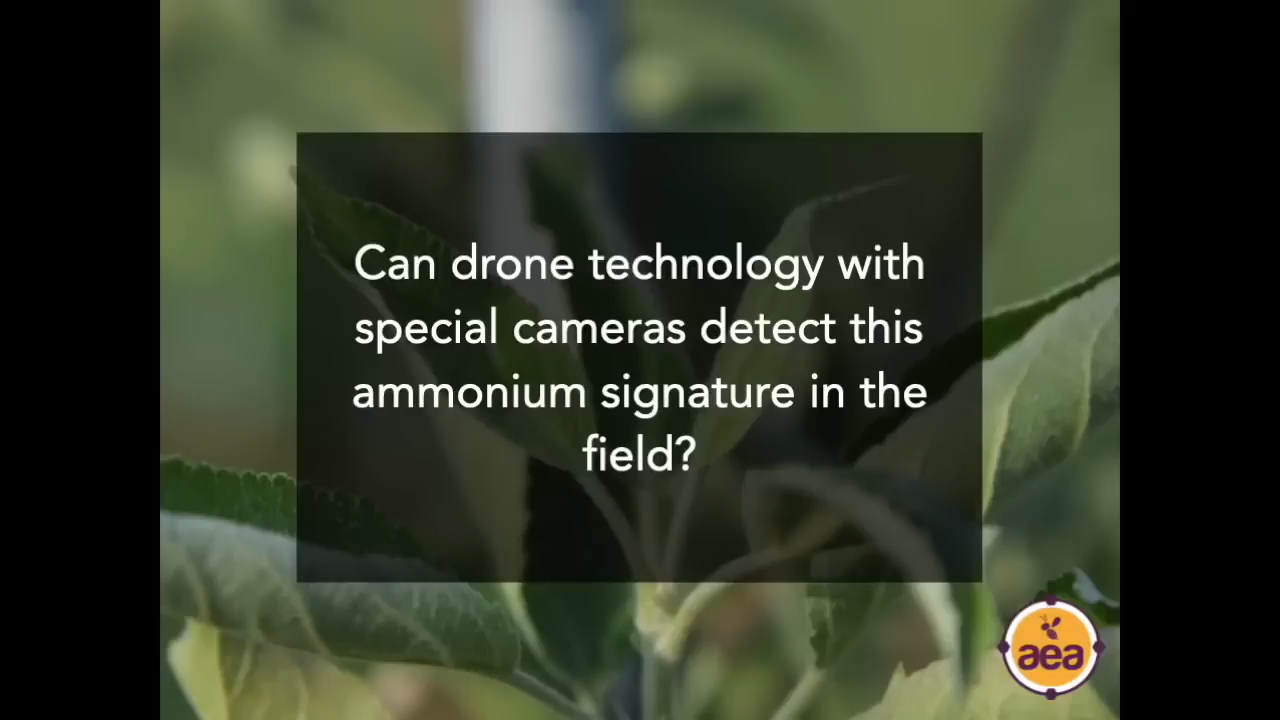 Can drone technology with
special cameras detect this
ammonium signature in the
field?
aea